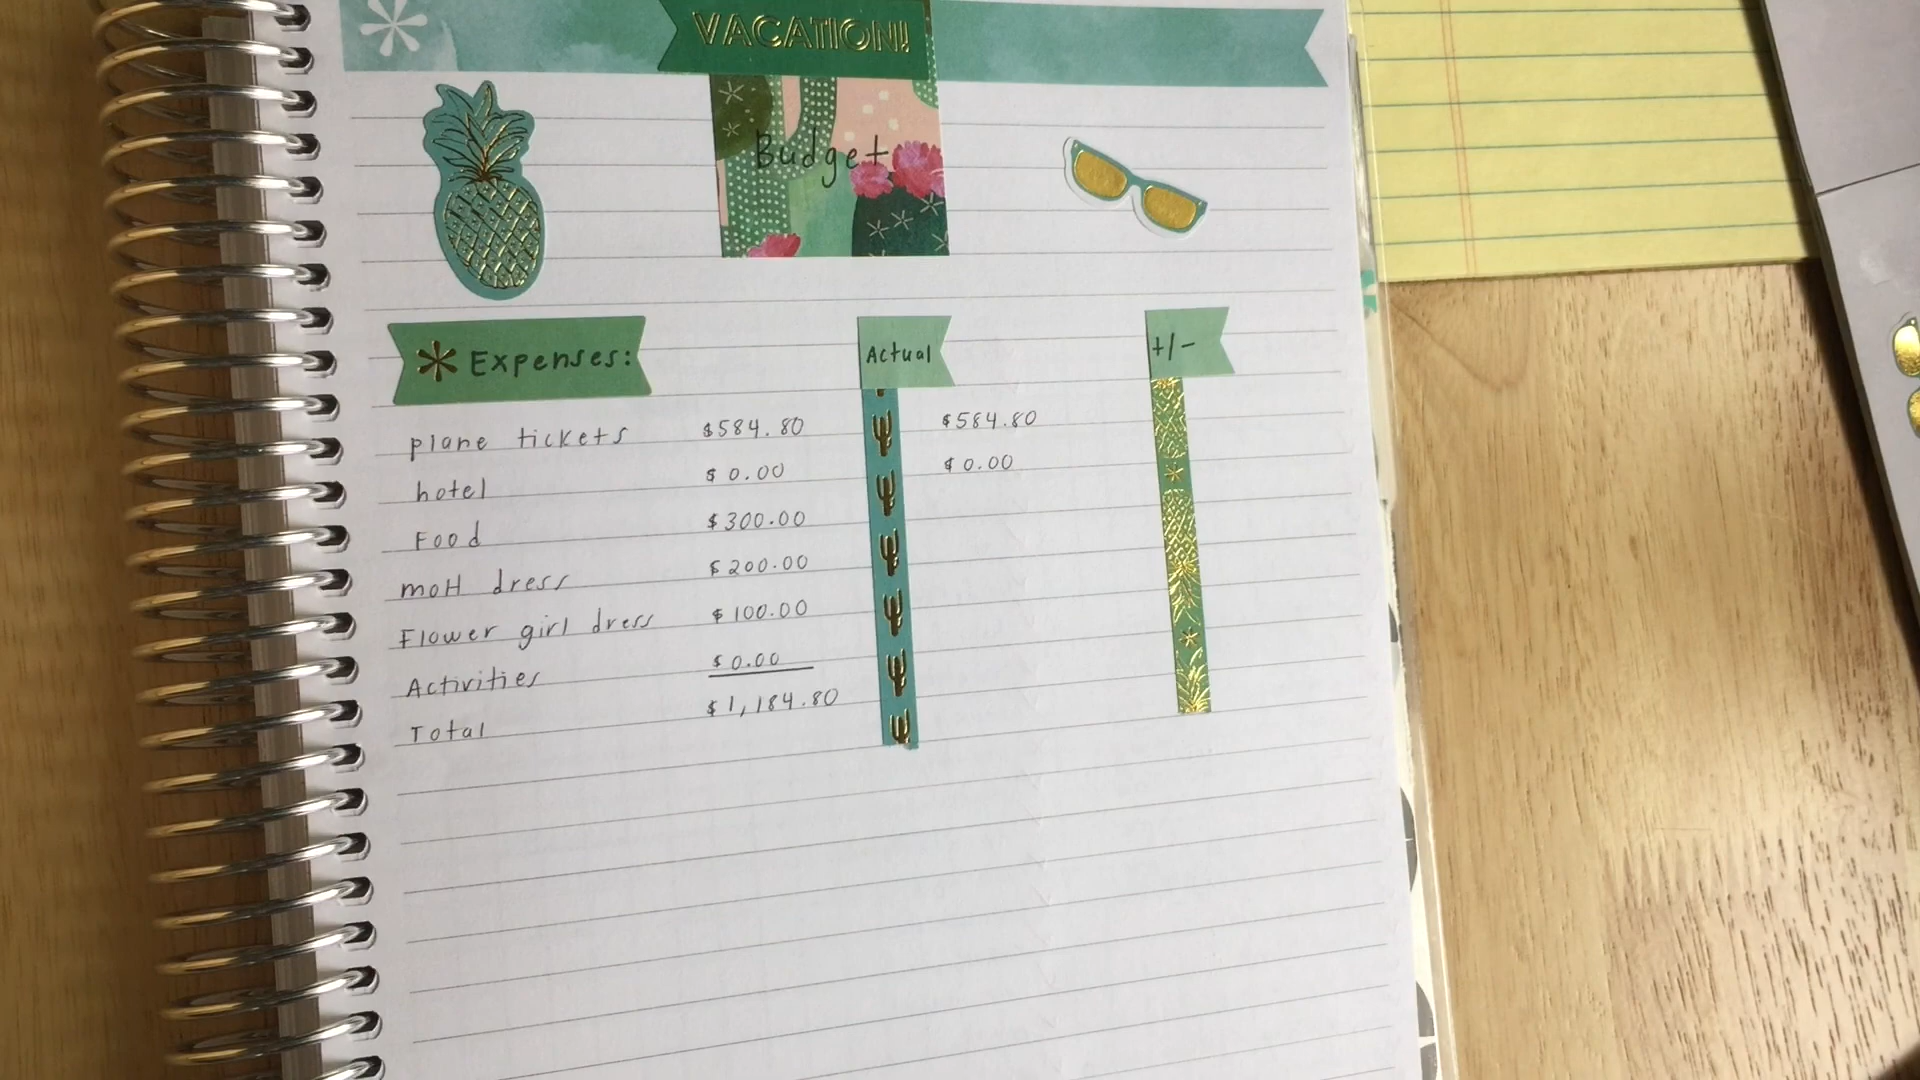 VACATION!
Budget
Expenses: Actual +/-
plane tickets $584.80 $584.80
hotel $0.00 $0.00
Food $300.00
moH dress $200.00
Flower girl dress $100.00
Activities $0.00
Total $1,184.80